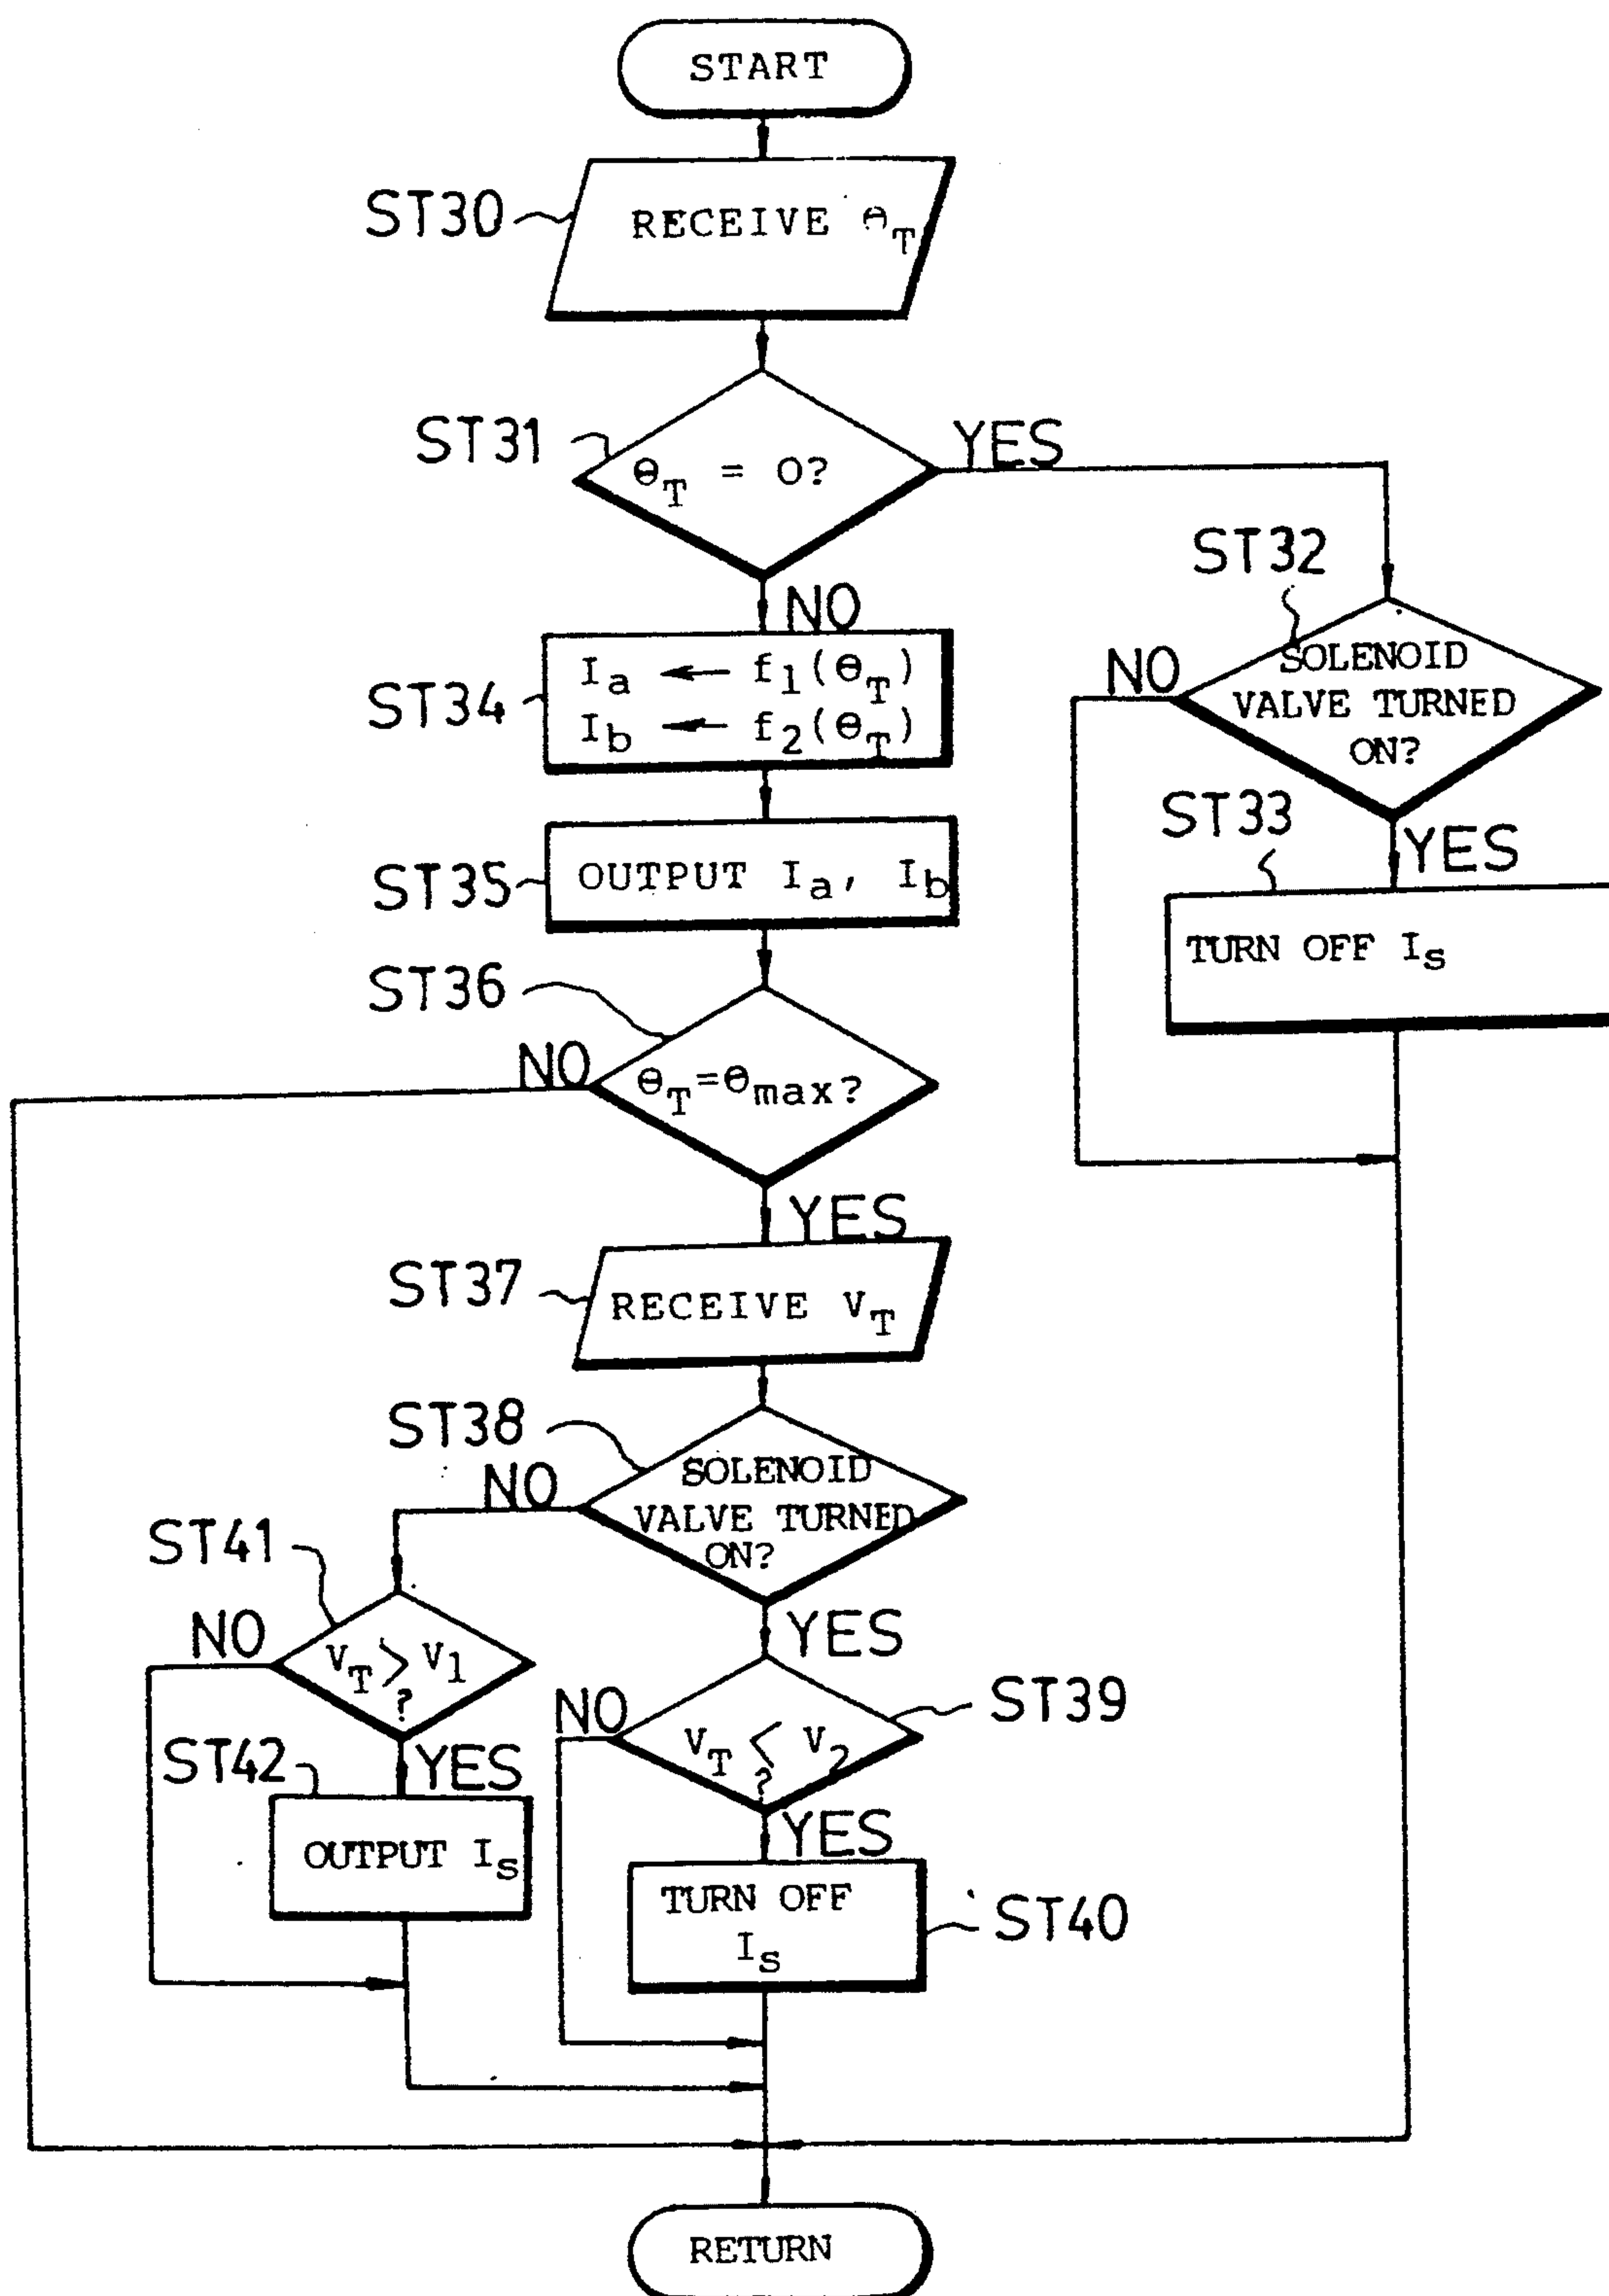 START
ST30
RECEIVE θT
ST31
θT = 0?
YES
NO
ST32
SOLENOID
VALVE TURNED
ON?
NO
YES
ST33
TURN OFF Is
ST34
Ia ← f1(θT)
Ib ← f2(θT)
ST35
OUTPUT Ia, Ib
ST36
θT=θmax?
NO
YES
ST37
RECEIVE VT
ST38
SOLENOID
VALVE TURNED
ON?
NO
YES
ST41
VT > V1
?
NO
YES
ST42
OUTPUT Is
ST39
VT < V2
?
NO
YES
TURN OFF
Is
ST40
RETURN